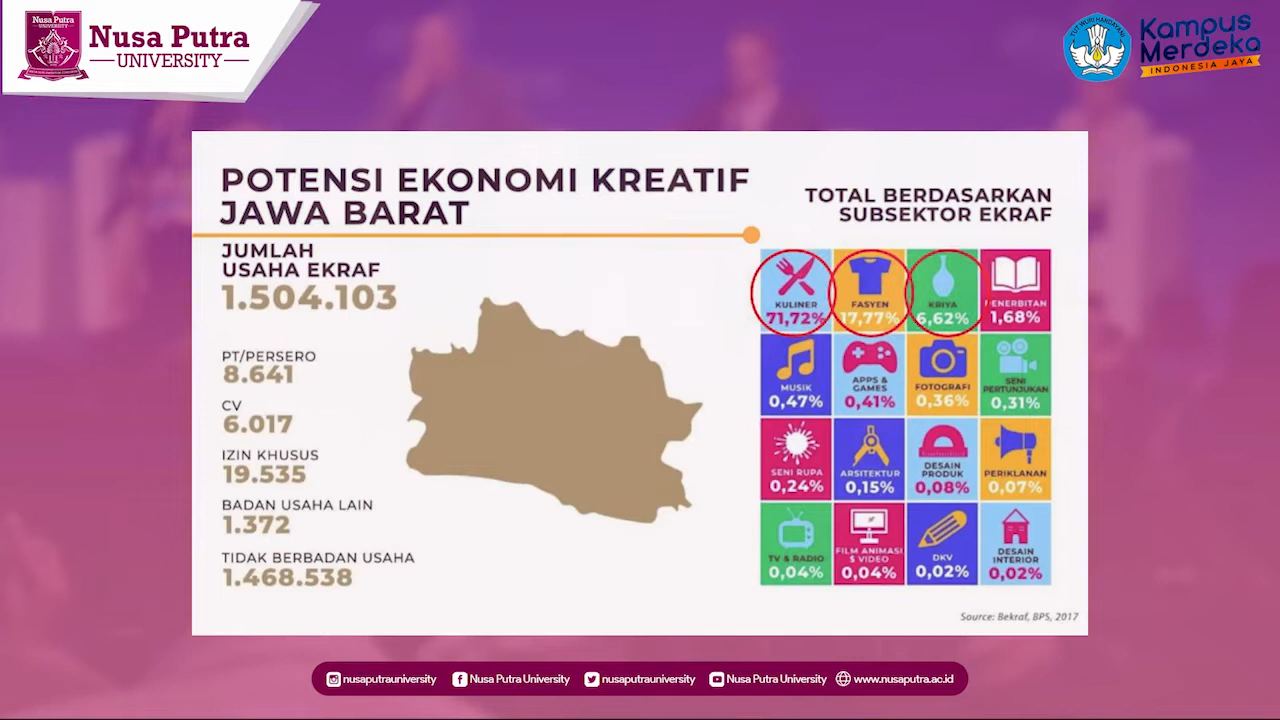 Nusa Putra
UNIVERSITY
Nusa Putra
UNIVERSITY
TUT WURI HANDAYANI
Kampus
Merdeka
INDONESIA JAYA
POTENSI EKONOMI KREATIF
JAWA BARAT
TOTAL BERDASARKAN
SUBSEKTOR EKRAF
JUMLAH
USAHA EKRAF
1.504.103
PT/PERSERO
8.641
CV
6.017
IZIN KHUSUS
19.535
BADAN USAHA LAIN
1.372
TIDAK BERBADAN USAHA
1.468.538
KULINER
71,72%
FASYEN
17,77%
KRIYA
6,62%
PENERBITAN
1,68%
MUSIK
0,47%
APPS &
GAMES
0,41%
FOTOGRAFI
0,36%
SENI
PERTUNJUKAN
0,31%
SENI RUPA
0,24%
ARSITEKTUR
0,15%
DESAIN
PRODUK
0,08%
PERIKLANAN
0,07%
TV & RADIO
0,04%
FILM ANIMASI
$ VIDEO
0,04%
DKV
0,02%
DESAIN
INTERIOR
0,02%
Source: Bekraf, BPS, 2017
nusaputrauniversity
Nusa Putra University
nusaputrauniversity
Nusa Putra University
www.nusaputra.ac.id